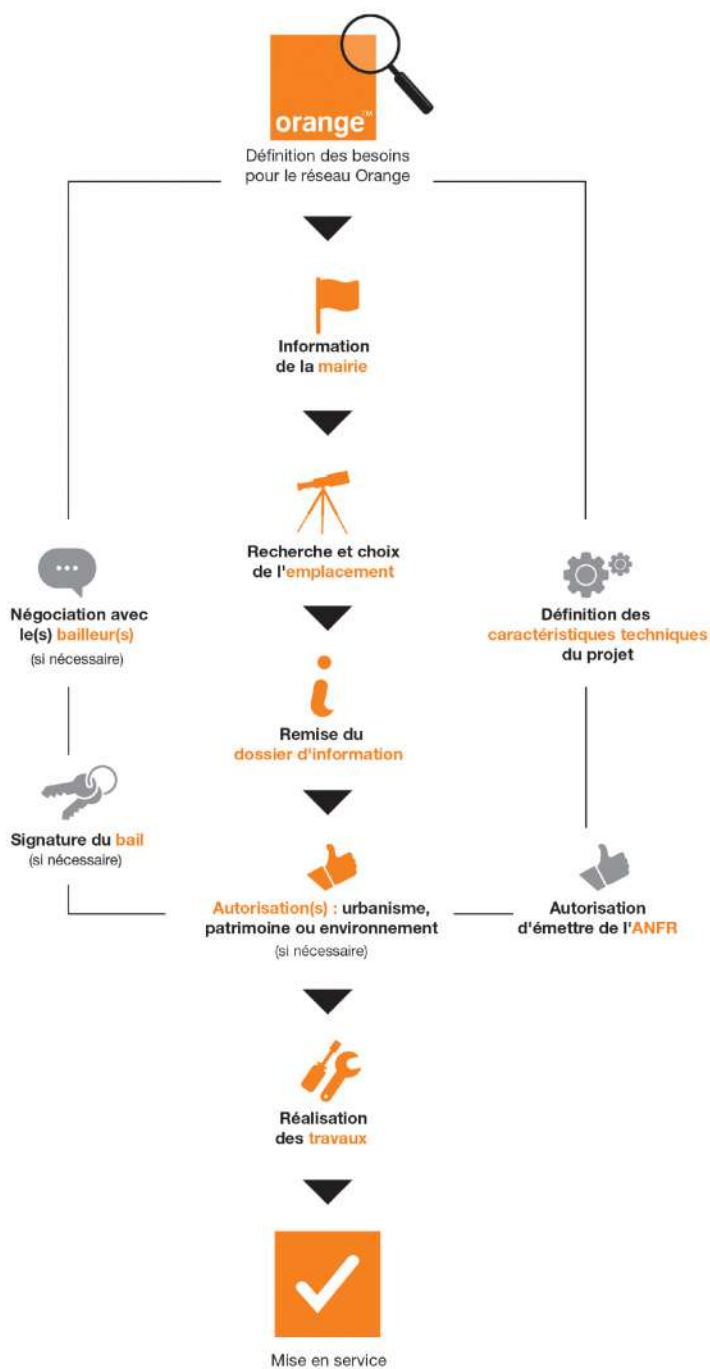 orange™
Définition des besoins
pour le réseau Orange
Information
de la mairie
Recherche et choix
de l'emplacement
Négociation avec
le(s) bailleur(s)
(si nécessaire)
Définition des
caractéristiques techniques
du projet
Remise du
dossier d'information
Signature du bail
(si nécessaire)
Autorisation(s) : urbanisme,
patrimoine ou environnement
(si nécessaire)
Autorisation
d'émettre de l'ANFR
Réalisation
des travaux
Mise en service